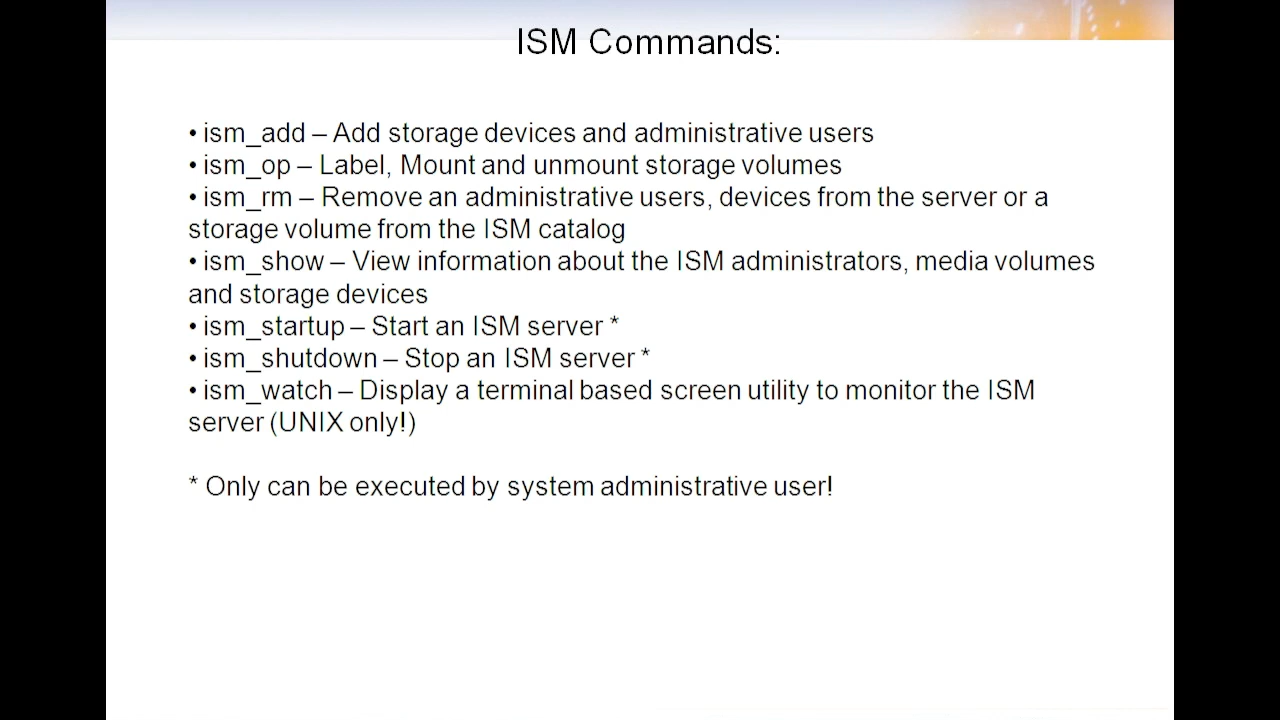 ISM Commands:
• ism_add – Add storage devices and administrative users
• ism_op – Label, Mount and unmount storage volumes
• ism_rm – Remove an administrative users, devices from the server or a
storage volume from the ISM catalog
• ism_show – View information about the ISM administrators, media volumes
and storage devices
• ism_startup – Start an ISM server *
• ism_shutdown – Stop an ISM server *
• ism_watch – Display a terminal based screen utility to monitor the ISM
server (UNIX only!)
* Only can be executed by system administrative user!